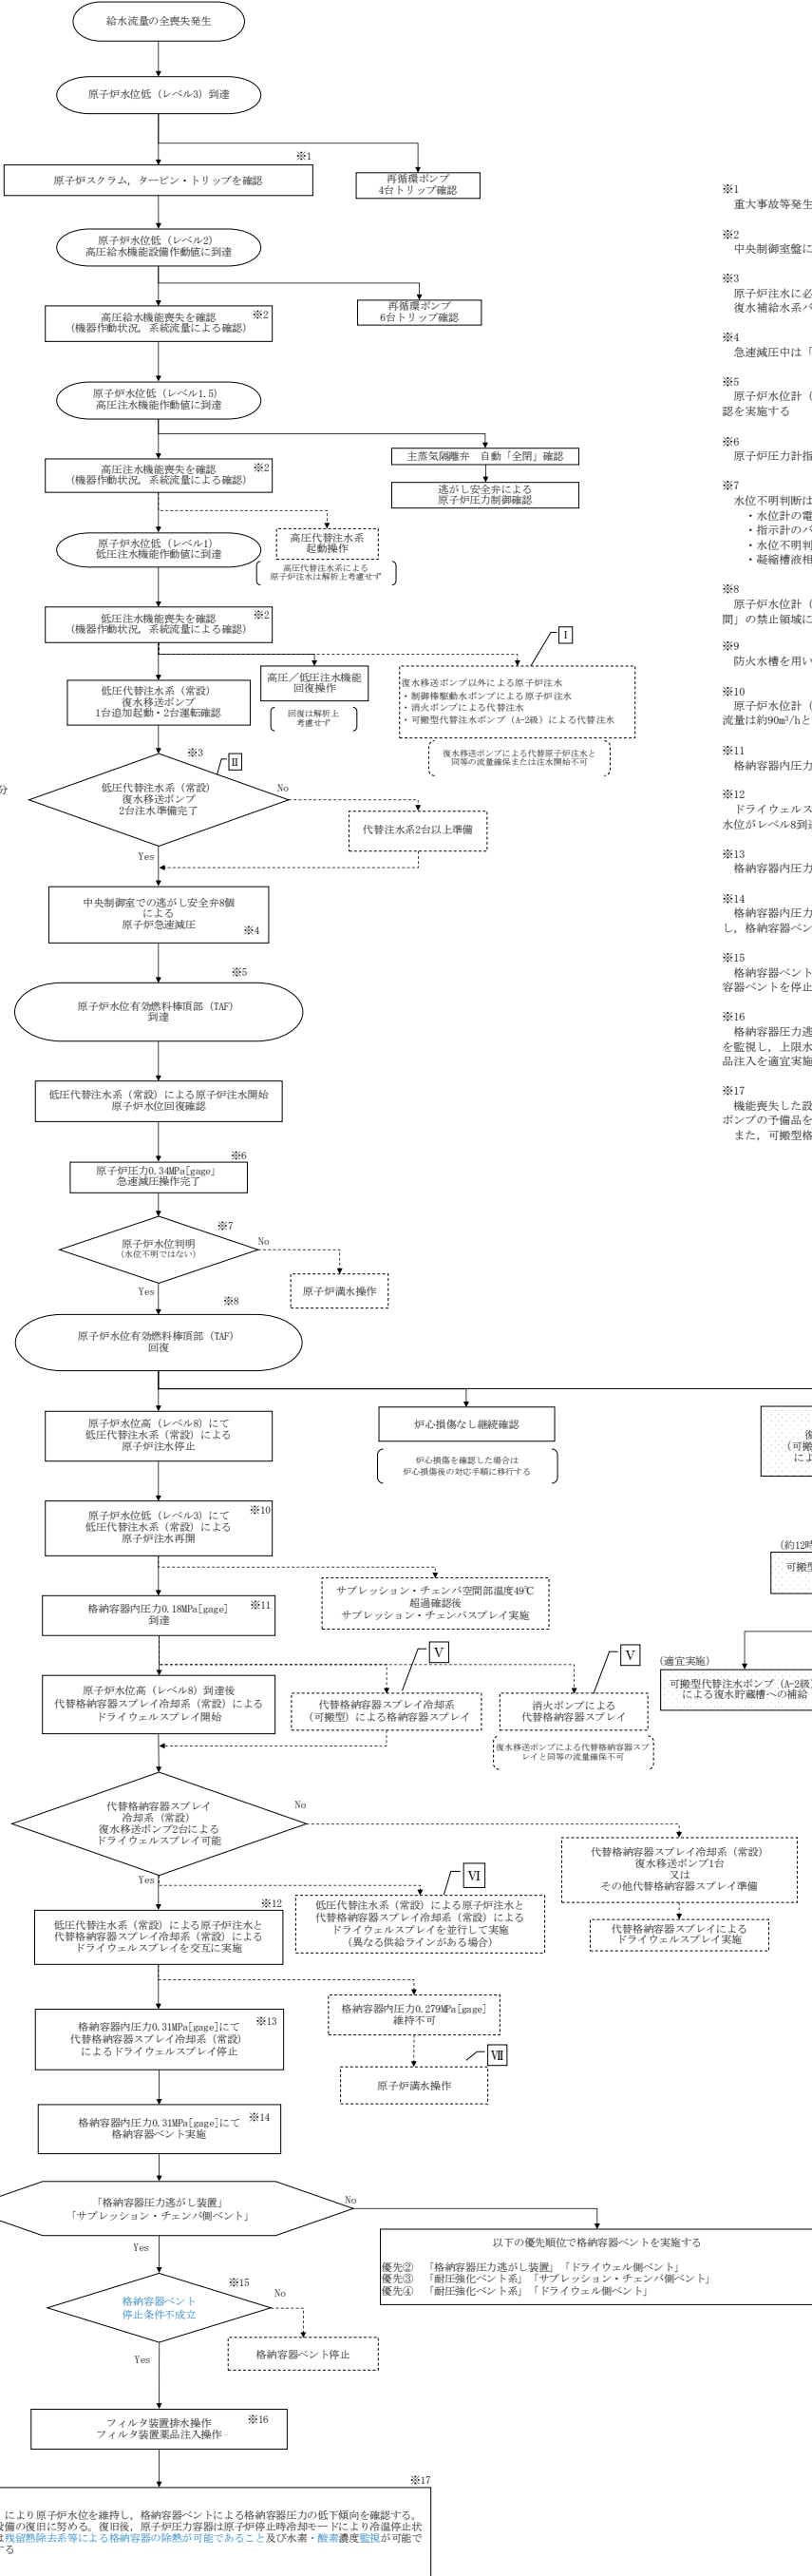 給水流量の全喪失発生
原子炉水位低（レベル3）到達
※1
原子炉スクラム，タービン・トリップを確認
再循環ポンプ
4台トリップ確認
原子炉水位低（レベル2）
高圧給水機能設備作動値に到達
高圧給水機能喪失を確認
（機器作動状況，系統流量による確認）
※2
再循環ポンプ
6台トリップ確認
原子炉水位低（レベル1.5）
高圧注水機能作動値に到達
高圧注水機能喪失を確認
（機器作動状況，系統流量による確認）
※2
主蒸気隔離弁　自動「全閉」確認
逃がし安全弁による
原子炉圧力制御確認
原子炉水位低（レベル1）
低圧注水機能作動値に到達
高圧代替注水系
起動操作
高圧代替注水系による
原子炉注水は解析上考慮せず
低圧注水機能喪失を確認
（機器作動状況，系統流量による確認）
※2
Ⅰ
低圧代替注水系（常設）
復水移送ポンプ
1台追加起動・2台運転確認
高圧／低圧注水機能
回復操作
回復は解析上
考慮せず
復水移送ポンプ以外による原子炉注水
・制御棒駆動水ポンプによる原子炉注水
・消火ポンプによる代替注水
・可搬型代替注水ポンプ（A-2級）による代替注水
復水移送ポンプによる代替原子炉注水と
同等の流量確保または注水開始不可
※3
Ⅱ
分
低圧代替注水系（常設）
復水移送ポンプ
2台注水準備完了
No
代替注水系2台以上準備
Yes
中央制御室での逃がし安全弁8個
による
原子炉急速減圧
※4
※5
原子炉水位有効燃料棒頂部（TAF）
到達
低圧代替注水系（常設）による原子炉注水開始
原子炉水位回復確認
※6
原子炉圧力0.34MPa[gage]
急速減圧操作完了
※7
原子炉水位判明
（水位不明ではない）
No
原子炉満水操作
Yes
※8
原子炉水位有効燃料棒頂部（TAF）
回復
原子炉水位高（レベル8）にて
低圧代替注水系（常設）による
原子炉注水停止
炉心損傷なし継続確認
炉心損傷を確認した場合は
炉心損傷後の対応手順に移行する
復
（可搬
によ
原子炉水位低（レベル3）にて
低圧代替注水系（常設）による
原子炉注水再開
※10
（約12時
可搬型
サプレッション・チェンバ空間部温度49℃
超過確認後
サプレッション・チェンバスプレイ実施
格納容器内圧力0.18MPa[gage]
到達
※11
Ⅴ
Ⅴ
原子炉水位高（レベル8）到達後
代替格納容器スプレイ冷却系（常設）による
ドライウェルスプレイ開始
代替格納容器スプレイ冷却系
（可搬型）による格納容器スプレイ
消火ポンプによる
代替格納容器スプレイ
復水移送ポンプによる代替格納容器スプ
レイと同等の流量確保不可
（適宜実施）
可搬型代替注水ポンプ（A-2級）
による復水貯蔵槽への補給
代替格納容器スプレイ
冷却系（常設）
復水移送ポンプ2台による
ドライウェルスプレイ可能
No
代替格納容器スプレイ冷却系（常設）
復水移送ポンプ1台
又は
その他代替格納容器スプレイ準備
代替格納容器スプレイによる
ドライウェルスプレイ実施
Yes
Ⅵ
※12
低圧代替注水系（常設）による原子炉注水と
代替格納容器スプレイ冷却系（常設）による
ドライウェルスプレイを交互に実施
低圧代替注水系（常設）による原子炉注水と
代替格納容器スプレイ冷却系（常設）による
ドライウェルスプレイを並行して実施
（異なる供給ラインがある場合）
格納容器内圧力0.279MPa[gage]
維持不可
Ⅶ
原子炉満水操作
格納容器内圧力0.31MPa[gage]にて
代替格納容器スプレイ冷却系（常設）
によるドライウェルスプレイ停止
※13
格納容器内圧力0.31MPa[gage]にて
格納容器ベント実施
※14
「格納容器圧力逃がし装置」
「サプレッション・チェンバ側ベント」
No
Yes
以下の優先順位で格納容器ベントを実施する
優先②　「格納容器圧力逃がし装置」「ドライウェル側ベント」
優先③　「耐圧強化ベント系」「サプレッション・チェンバ側ベント」
優先④　「耐圧強化ベント系」「ドライウェル側ベント」
※15
格納容器ベント
停止条件不成立
No
格納容器ベント停止
Yes
フィルタ装置排水操作
フィルタ装置薬品注入操作
※16
※17
により原子炉水位を維持し，格納容器ベントによる格納容器圧力の低下傾向を確認する。
設備の復旧に努める。復旧後，原子炉圧力容器は原子炉停止時冷却モードにより冷温停止状
は残留熱除去系等による格納容器の除熱が可能であること及び水素・酸素濃度監視が可能で
する
※1
重大事故等発生
※2
中央制御室盤に
※3
原子炉注水に必
復水補給水系バ
※4
急速減圧中は「
※5
原子炉水位計（
認を実施する
※6
原子炉圧力計指
※7
水位不明判断は
・水位計の電
・指示計のバ
・水位不明判
・凝縮槽液相
※8
原子炉水位計（
間」の禁止領域に
※9
防火水槽を用い
※10
原子炉水位計（
流量は約90m³/hと
※11
格納容器内圧力
※12
ドライウェルス
水位がレベル8到達
※13
格納容器内圧力
※14
格納容器内圧力
し，格納容器ベン
※15
格納容器ベント
容器ベントを停止
※16
格納容器圧力逃
を監視し，上限水
品注入を適宜実施
※17
機能喪失した設
ポンプの予備品を
また，可搬型格